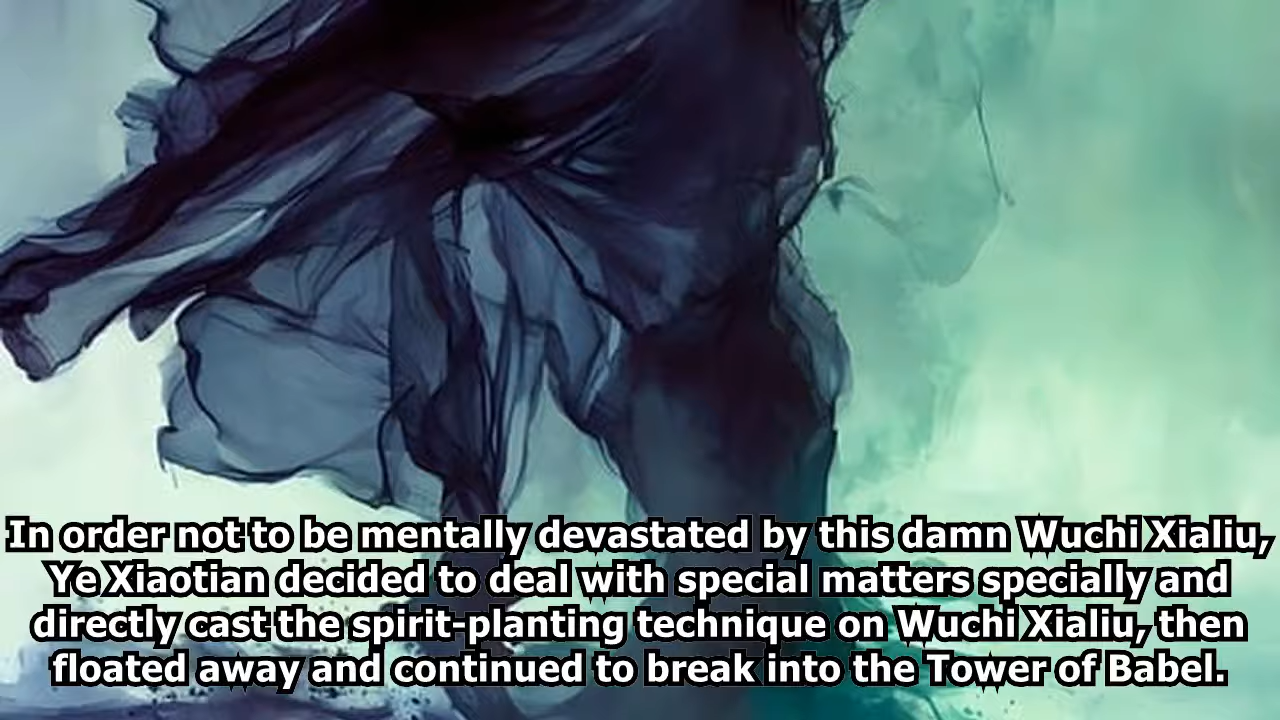 In order not to be mentally devastated by this damn Wuchi Xialiu,
Ye Xiaotian decided to deal with special matters specially and
directly cast the spirit-planting technique on Wuchi Xialiu, then
floated away and continued to break into the Tower of Babel.